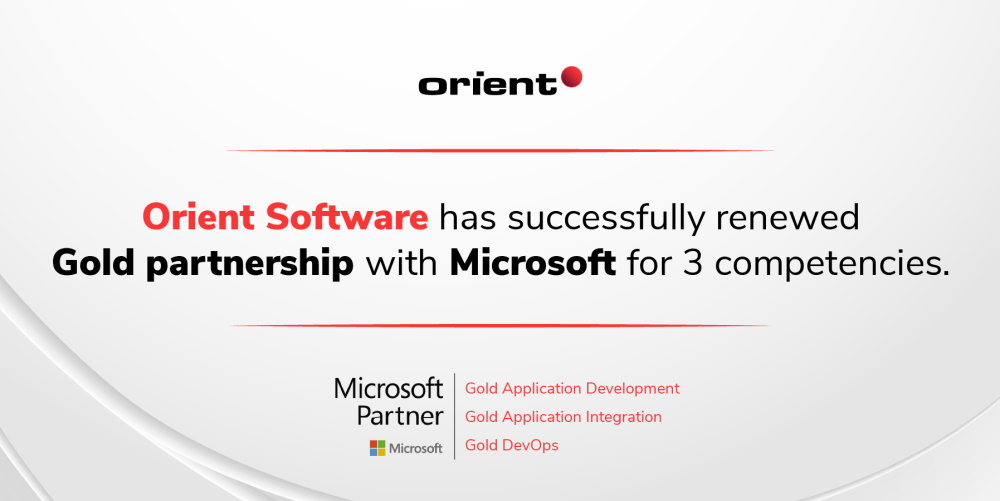 orient
Orient Software has successfully renewed
Gold partnership with Microsoft for 3 competencies.
Microsoft
Partner
Microsoft
Gold Application Development
Gold Application Integration
Gold DevOps